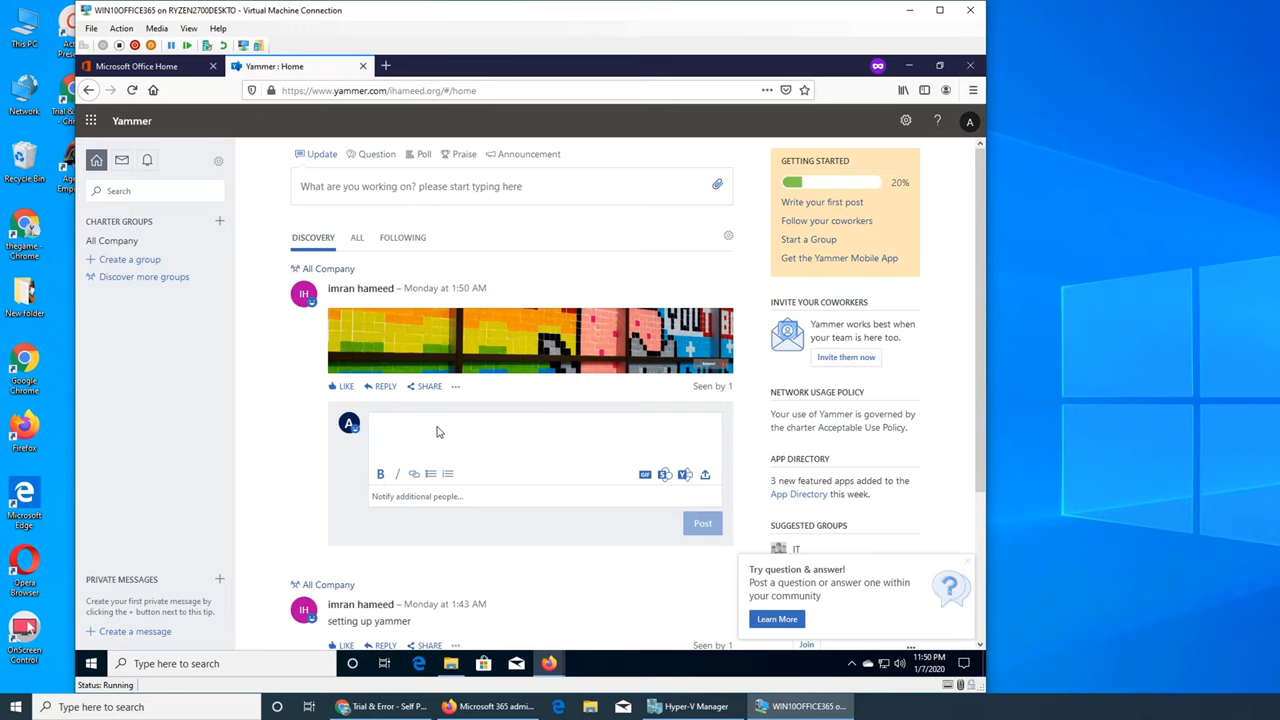 WIN10OFFICE365 on RYZEN2700DESKTO - Virtual Machine Connection
File Action Media View Help
Microsoft Office Home
Yammer : Home
https://www.yammer.com/ihameed.org/#/home
Yammer
A
Search
CHARTER GROUPS
All Company
Create a group
Discover more groups
PRIVATE MESSAGES
Create your first private message by
clicking the + button next to this tip.
Create a message
Update Question Poll Praise Announcement
What are you working on? please start typing here
DISCOVERY ALL FOLLOWING
All Company
IH
imran hameed – Monday at 1:50 AM
LIKE REPLY SHARE
Seen by 1
A
B
GIF
Notify additional people...
Post
All Company
IH
imran hameed – Monday at 1:43 AM
setting up yammer
LIKE REPLY SHARE
GETTING STARTED
20%
Write your first post
Follow your coworkers
Start a Group
Get the Yammer Mobile App
INVITE YOUR COWORKERS
Yammer works best when
your team is here too.
Invite them now
NETWORK USAGE POLICY
Your use of Yammer is governed by
the charter Acceptable Use Policy.
APP DIRECTORY
3 new featured apps added to the
App Directory this week.
SUGGESTED GROUPS
IT
Try question & answer!
Post a question or answer one within
your community
Learn More
Join
Type here to search
11:50 PM
1/7/2020
Status: Running
This PC
Network
Recycle Bin
thegame -
Chrome
New folder
Google
Chrome
Firefox
Microsoft
Edge
Opera
Browser
OnScreen
Control
Type here to search
Trial & Error - Self P...
Microsoft 365 admi...
Hyper-V Manager
WIN10OFFICE365 o...